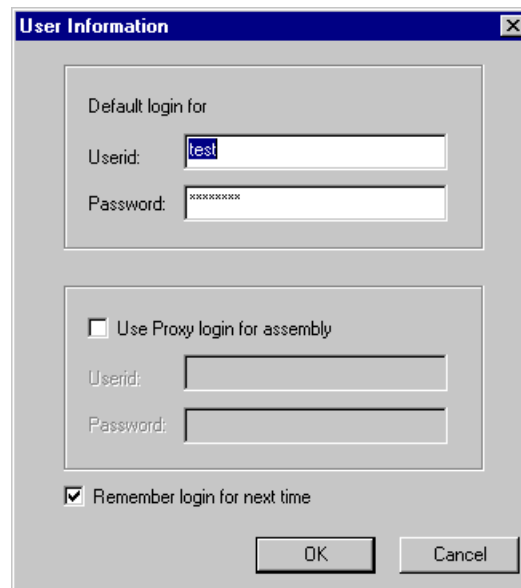 User Information
Default login for
Userid: test
Password: ********
Use Proxy login for assembly
Userid:
Password:
Remember login for next time
OK Cancel